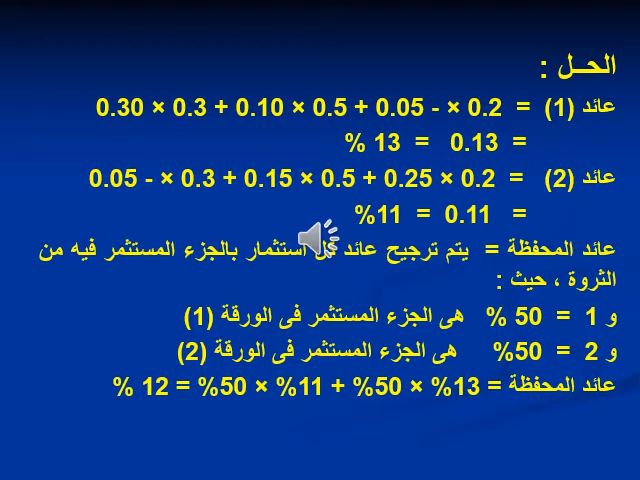 الحــل :
عائد (1) = 0.2 × - 0.05 + 0.5 × 0.10 + 0.3 × 0.30
= 0.13 = 13 %
عائد (2) = 0.2 × 0.25 + 0.5 × 0.15 + 0.3 × - 0.05
= 0.11 = 11%
عائد المحفظة = يتم ترجيح عائد استثمار بالجزء المستثمر فيه من
الثروة ، حيث :
و 1 = 50 % هى الجزء المستثمر فى الورقة (1)
و 2 = 50% هى الجزء المستثمر فى الورقة (2)
عائد المحفظة = 13% × 50% + 11% × 50% = 12 %